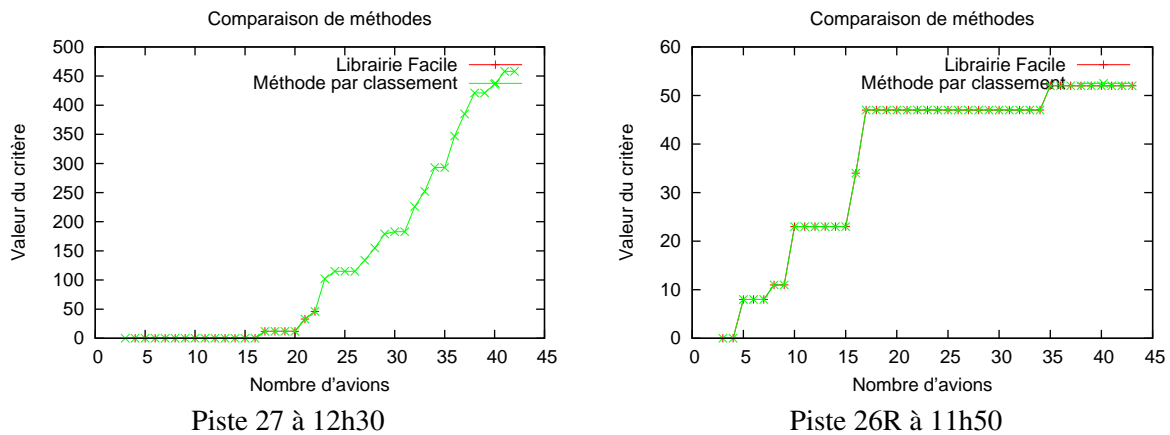 Comparaison de méthodes
500
450
400
350
300
250
200
150
100
50
0
Valeur du critère
Librairie Facile
Méthode par classement
0 5 10 15 20 25 30 35 40 45
Nombre d'avions
Piste 27 à 12h30
Comparaison de méthodes
60
50
40
30
20
10
0
Valeur du critère
Librairie Facile
Méthode par classement
0 5 10 15 20 25 30 35 40 45
Nombre d'avions
Piste 26R à 11h50